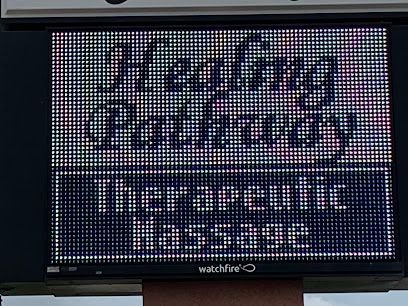 Healing
Pathway
Therapeutic
Massage
watchfire